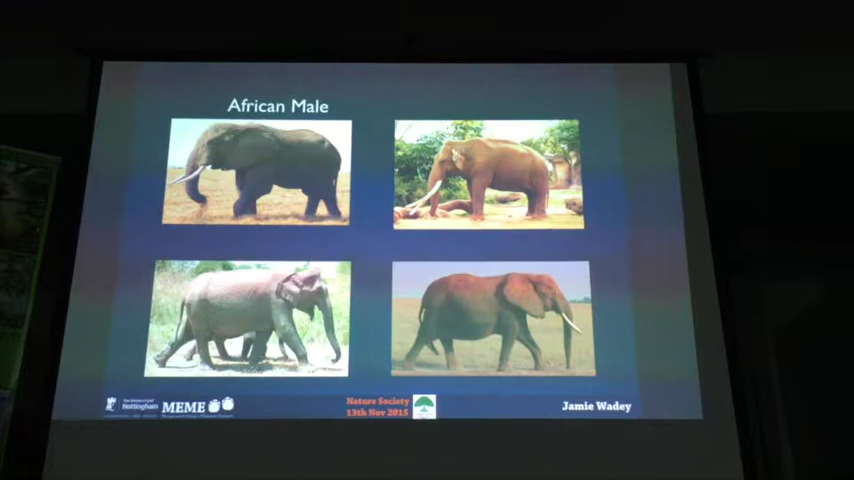 African Male
Nottingham
MEME
Nature Society
13th Nov 2015
Jamie Wadey